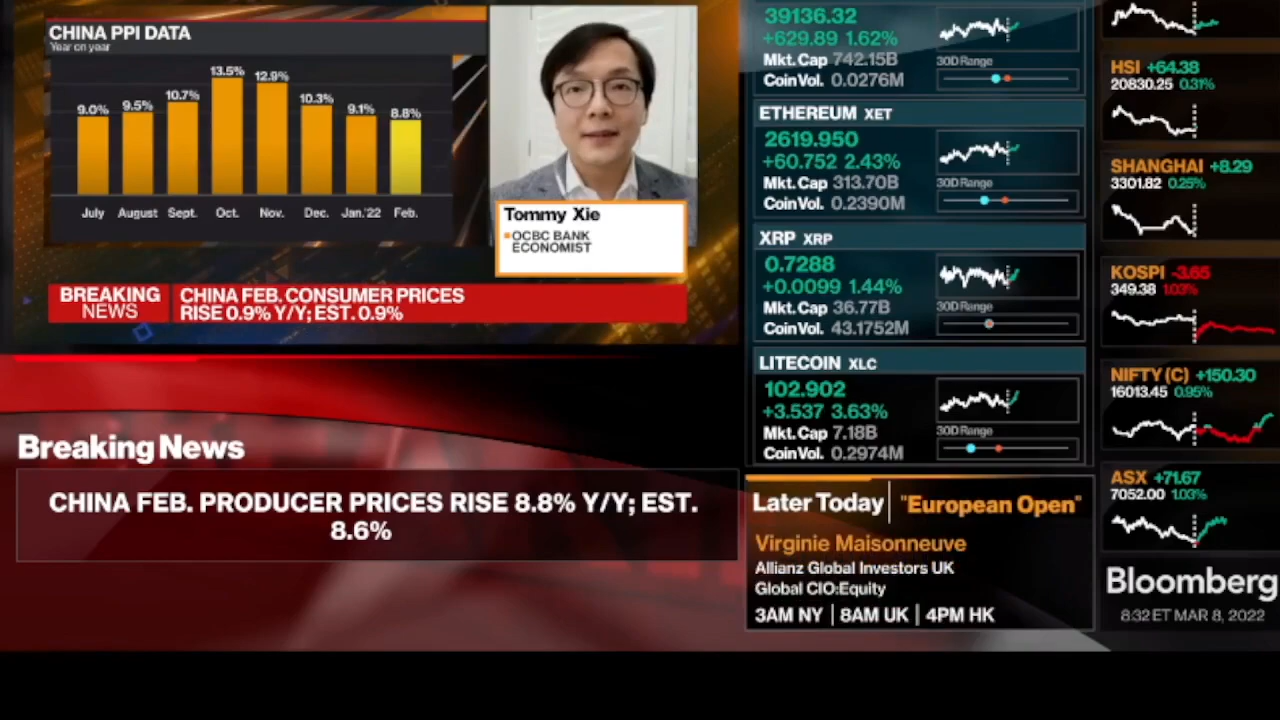 CHINA PPI DATA
Year on year
13.5%
12.9%
10.7%
10.3%
9.5%
9.0%
9.1%
8.8%
July August Sept. Oct. Nov. Dec. Jan.'22 Feb.
Tommy Xie
OCBC BANK
ECONOMIST
BREAKING
NEWS
CHINA FEB. CONSUMER PRICES
RISE 0.9% Y/Y; EST. 0.9%
Breaking News
CHINA FEB. PRODUCER PRICES RISE 8.8% Y/Y; EST.
8.6%
39136.32
+629.89 1.62%
Mkt. Cap 742.15B
Coin Vol. 0.0276M
30D Range
ETHEREUM XET
2619.950
+60.752 2.43%
Mkt. Cap 313.70B
Coin Vol. 0.2390M
30D Range
XRP XRP
0.7288
+0.0099 1.44%
Mkt. Cap 36.77B
Coin Vol. 43.1752M
30D Range
LITECOIN XLC
102.902
+3.537 3.63%
Mkt. Cap 7.18B
Coin Vol. 0.2974M
30D Range
Later Today "European Open"
Virginie Maisonneuve
Allianz Global Investors UK
Global CIO:Equity
3AM NY 8AM UK 4PM HK
HSI +64.38
20830.25 0.31%
SHANGHAI +8.29
3301.82 0.25%
KOSPI -3.65
349.38 1.03%
NIFTY (C) +150.30
16013.45 0.95%
ASX +71.67
7052.00 1.03%
Bloomberg
8:32 ET MAR 8, 2022